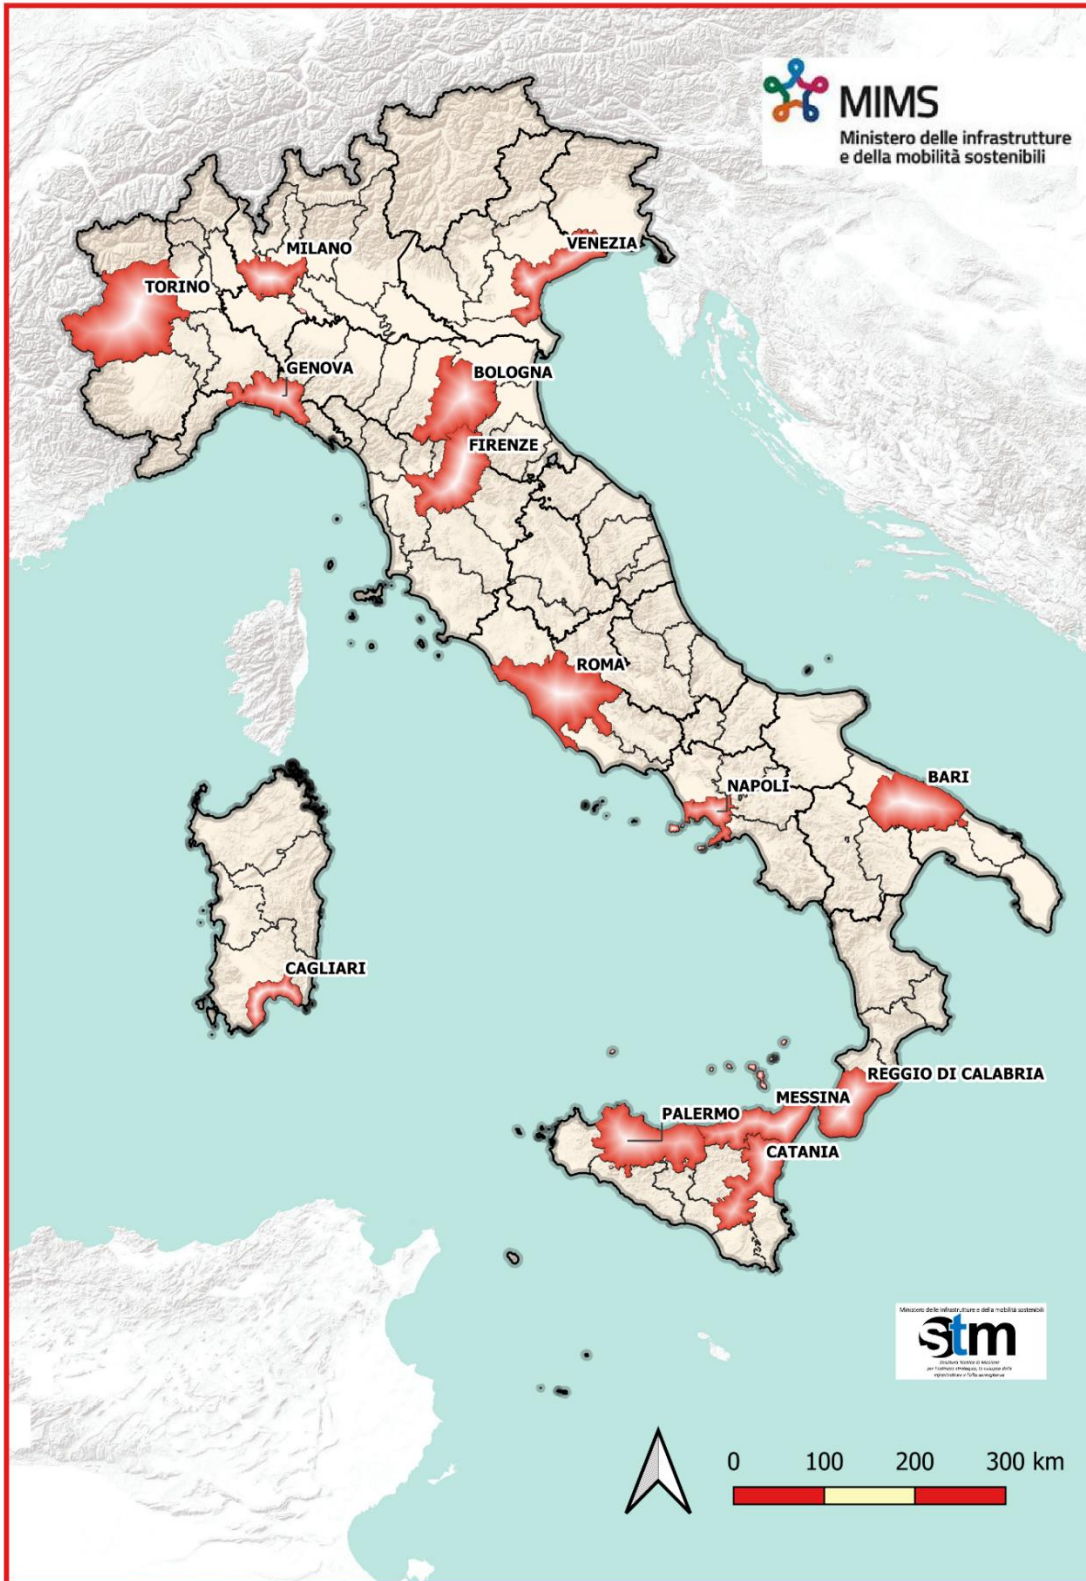 MIMS
Ministero delle infrastrutture
e della mobilità sostenibili
VENEZIA
MILANO
TORINO
GENOVA
BOLOGNA
FIRENZE
ROMA
NAPOLI
BARI
CAGLIARI
REGGIO DI CALABRIA
MESSINA
PALERMO
CATANIA
Ministero delle infrastrutture e della mobilità sostenibili
stm
0 100 200 300 km